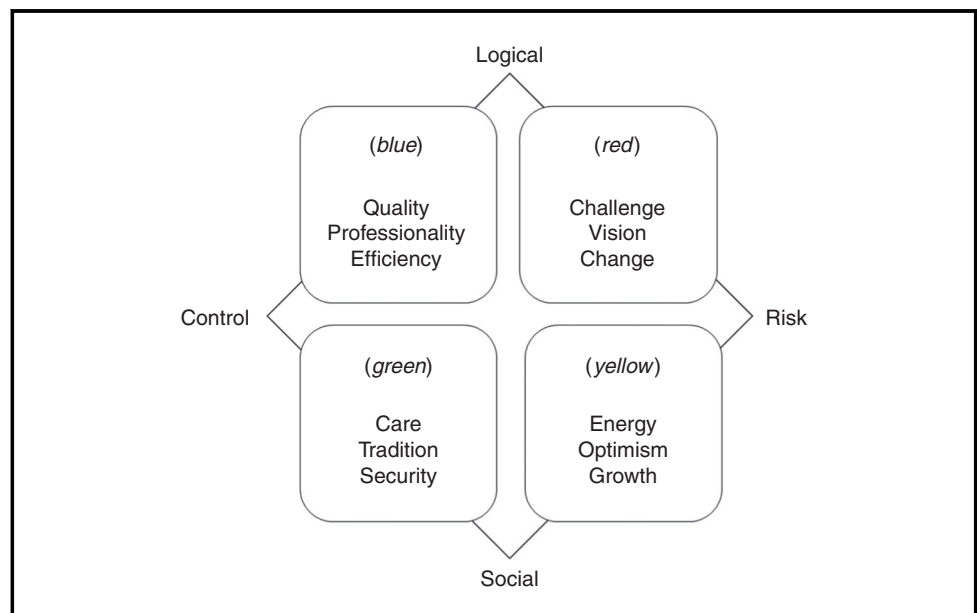 Logical
(blue)
Quality
Professionality
Efficiency
(red)
Challenge
Vision
Change
Control
Risk
(green)
Care
Tradition
Security
(yellow)
Energy
Optimism
Growth
Social